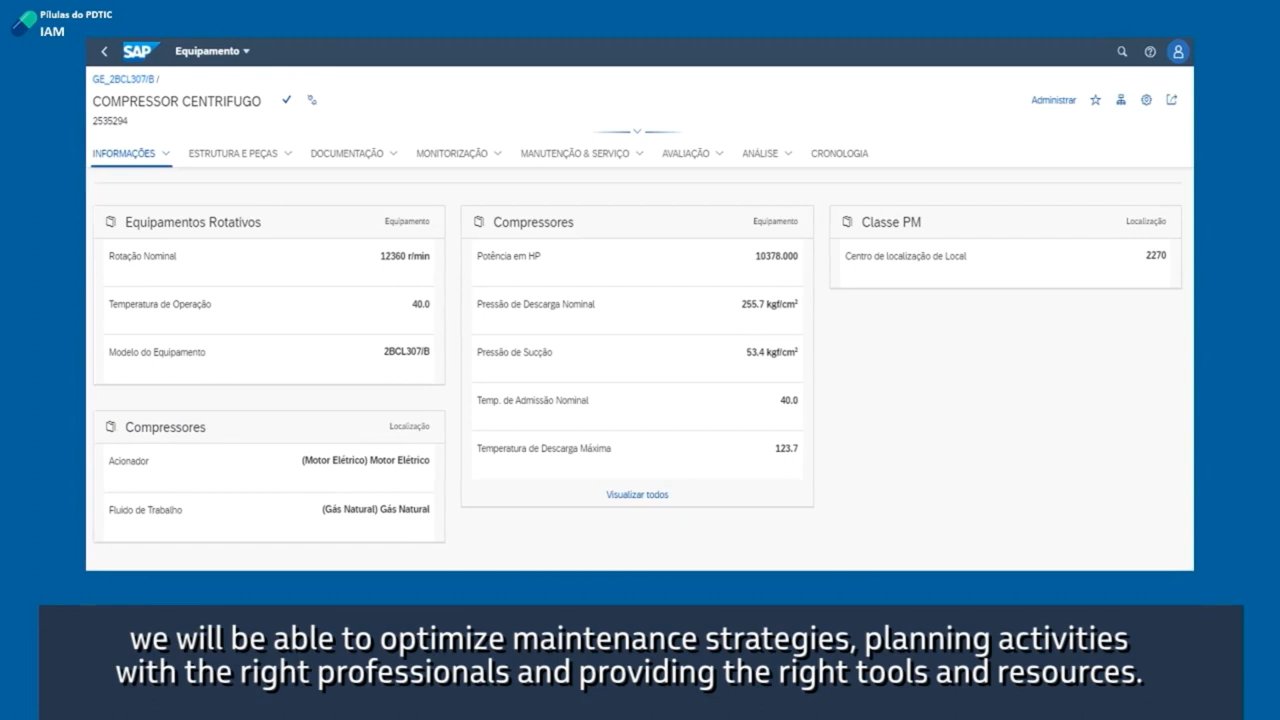 Pílulas do PDTIC
IAM
SAP Equipamento
GE_2BCL307/B /
COMPRESSOR CENTRIFUGO
2535294
Administrar
INFORMAÇÕES ESTRUTURA E PEÇAS DOCUMENTAÇÃO MONITORIZAÇÃO MANUTENÇÃO & SERVIÇO AVALIAÇÃO ANÁLISE CRONOLOGIA
Equipamentos Rotativos Equipamento
Rotação Nominal 12360 r/min
Temperatura de Operação 40.0
Modelo do Equipamento 2BCL307/B
Compressores Localização
Acionador (Motor Elétrico) Motor Elétrico
Fluido de Trabalho (Gás Natural) Gás Natural
Compressores Equipamento
Potência em HP 10378.000
Pressão de Descarga Nominal 255.7 kgf/cm²
Pressão de Sucção 53.4 kgf/cm²
Temp. de Admissão Nominal 40.0
Temperatura de Descarga Máxima 123.7
Visualizar todos
Classe PM Localização
Centro de localização de Local 2270
we will be able to optimize maintenance strategies, planning activities
with the right professionals and providing the right tools and resources.